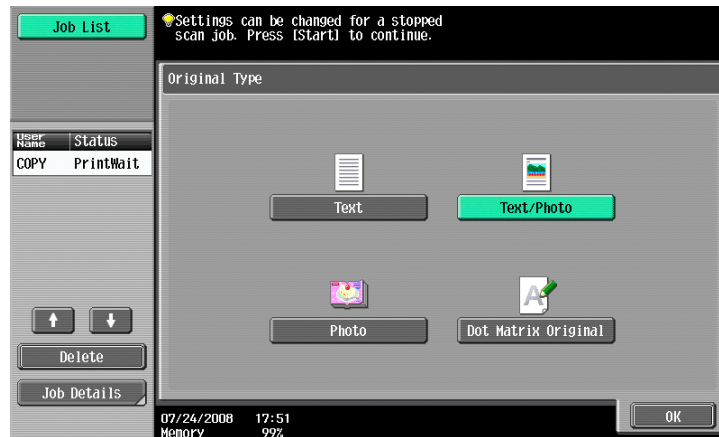 Job List
Settings can be changed for a stopped
scan job. Press [Start] to continue.
Original Type
User Name Status
COPY PrintWait
Text
Text/Photo
Photo
Dot Matrix Original
Delete
Job Details
07/24/2008 17:51
Memory 99%
OK